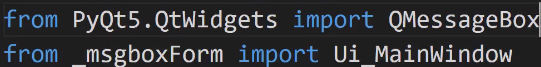 from PyQt5.QtWidgets import QMessageBox
from _msgboxForm import Ui_MainWindow